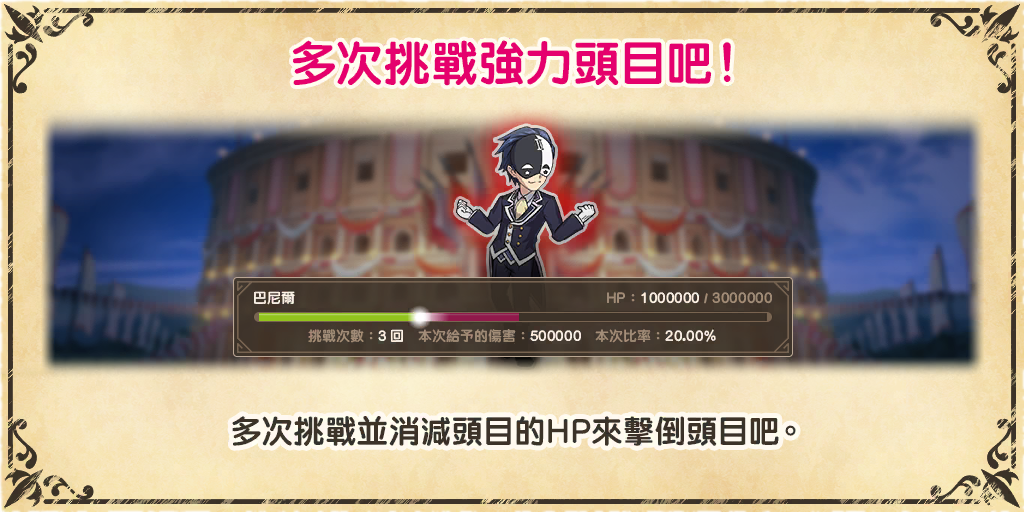 多次挑戰強力頭目吧！
巴尼爾 HP：1000000 / 3000000
挑戰次數：3 回 本次給予的傷害：500000 本次比率：20.00%
多次挑戰並消減頭目的HP來擊倒頭目吧。